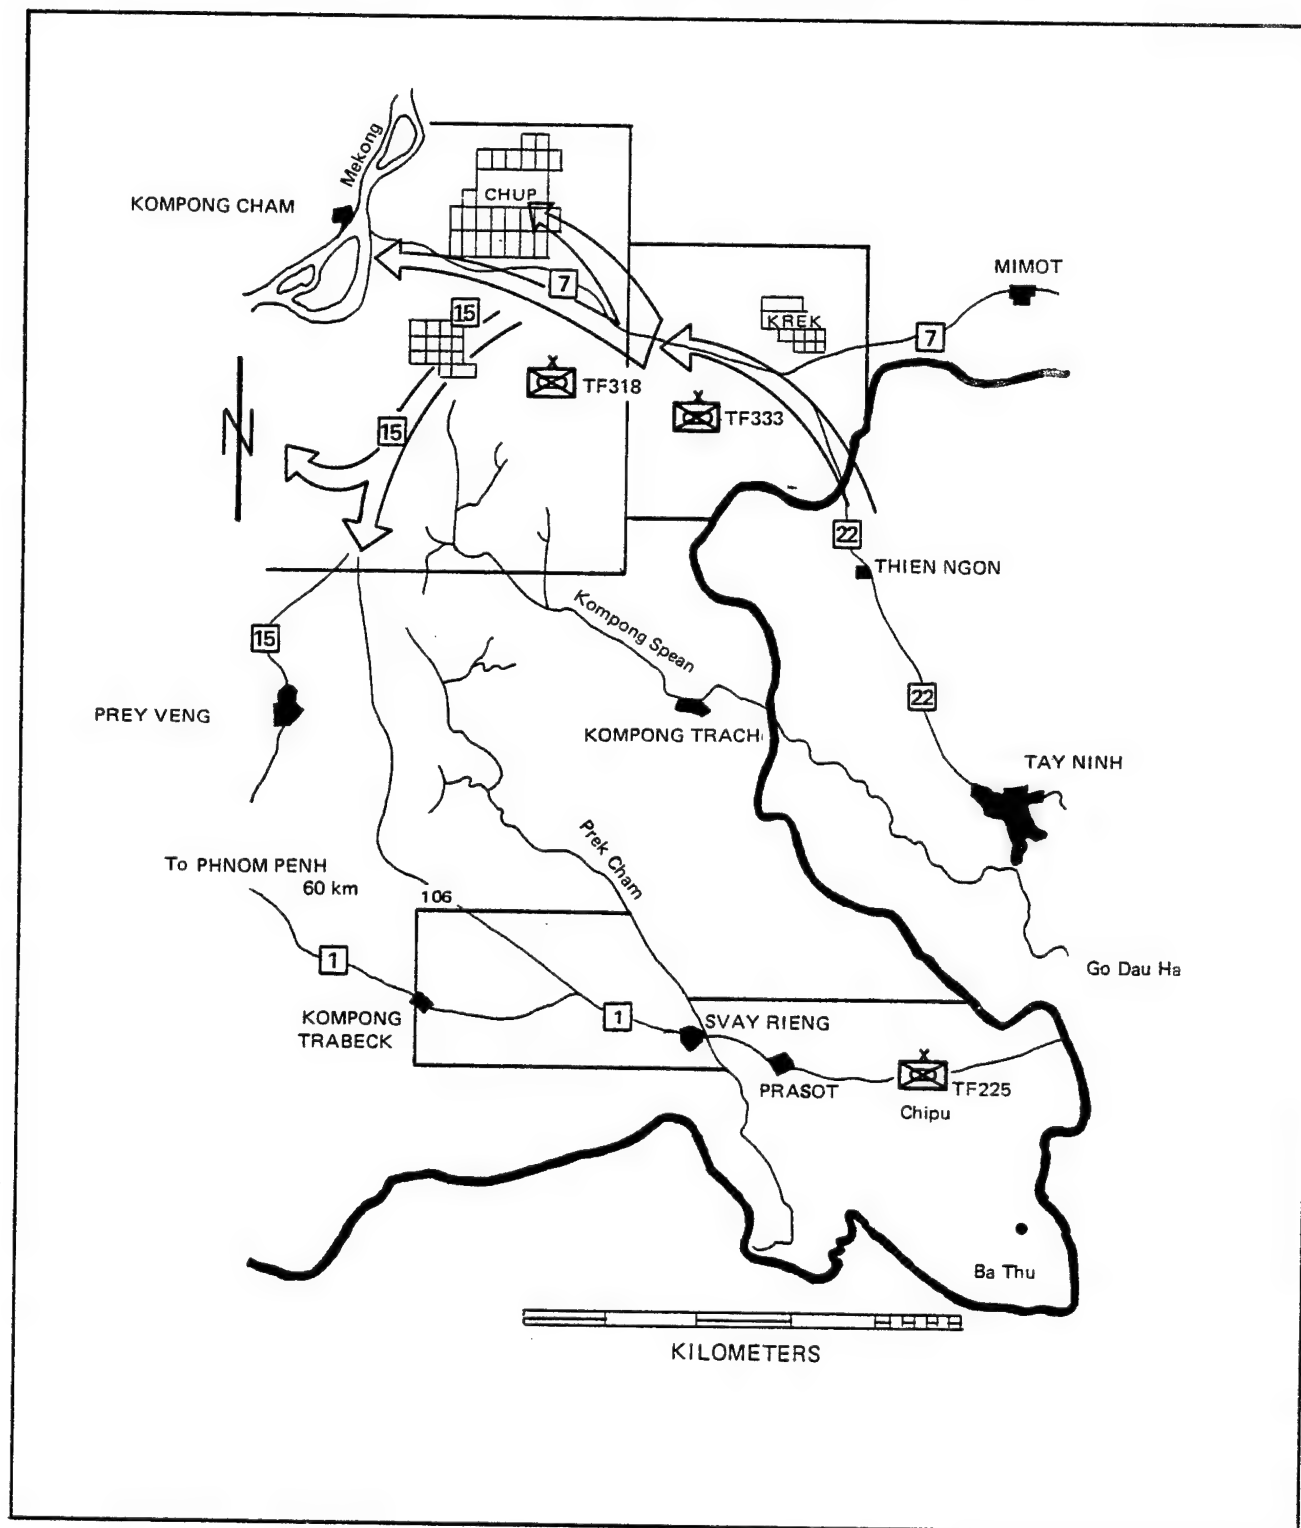 Mekong
KOMPONG CHAM
CHUP
7
15
MIMOT
KREK
7
TF318
TF333
15
N
22
THIEN NGON
Kompong Spean
15
22
PREY VENG
KOMPONG TRACH
TAY NINH
Prek Cham
To PHNOM PENH
60 km
106
1
Go Dau Ha
KOMPONG
TRABECK
1
SVAY RIENG
PRASOT
TF225
Chipu
Ba Thu
KILOMETERS